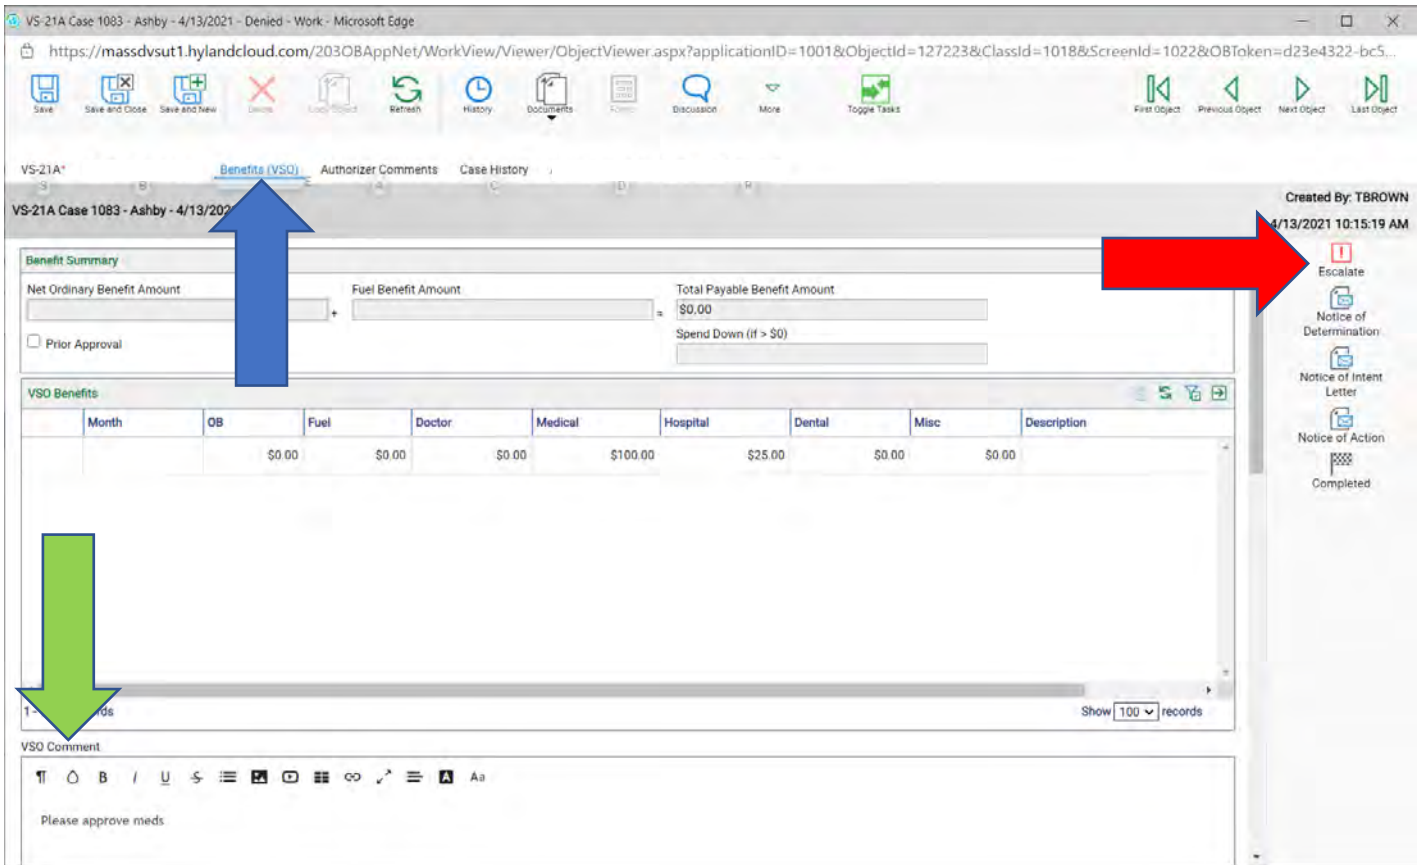 VS-21A Case 1083 - Ashby - 4/13/2021 - Denied - Work - Microsoft Edge
https://massdvsut1.hylandcloud.com/203OBAppNet/WorkView/Viewer/ObjectViewer.aspx?applicationID=1001&ObjectId=127223&ClassId=1018&ScreenId=1022&OBToken=d23e4322-bc5...
Save Save and Close Save and New Delete Refresh History Documents Discussion More Toggle Tasks First Object Previous Object Next Object Last Object
VS-21A* Benefits (VSO) Authorizer Comments Case History
S B E A C D R
Created By: TBROWN
VS-21A Case 1083 - Ashby - 4/13/202
4/13/2021 10:15:19 AM
Benefit Summary
Escalate
Net Ordinary Benefit Amount Fuel Benefit Amount Total Payable Benefit Amount
+ = $0.00
Notice of
Determination
Prior Approval Spend Down (if > $0)
Notice of Intent
Letter
VSO Benefits
Month OB Fuel Doctor Medical Hospital Dental Misc Description
Notice of Action
$0.00 $0.00 $0.00 $100.00 $25.00 $0.00 $0.00
Completed
1 - rds Show 100 records
VSO Comment
¶ B I U S A Aa
Please approve meds